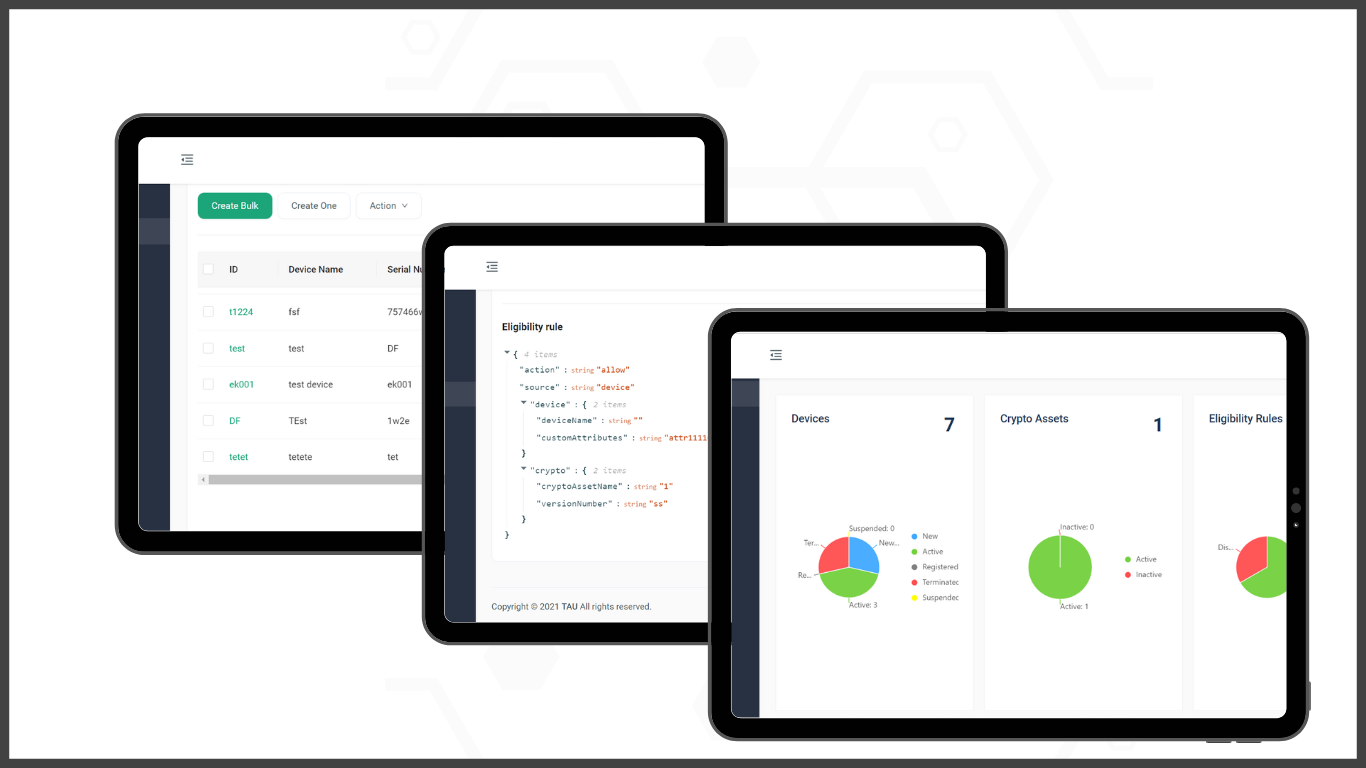 Create Bulk Create One Action
ID Device Name Serial
t1224 fsf 757466
test test DF
ek001 test device ek001
DF TEst 1w2e
tetet tetete tet
Eligibility rule
{ 4 items
"action" : string "allow"
"source" : string "device"
"device" : { 2 items
"deviceName" : string ""
"customAttributes" : string "attr1111
}
"crypto" : { 2 items
"cryptoAssetName" : string "1"
"versionNumber" : string "ss"
}
}
Copyright © 2021 TAU All rights reserved.
Devices 7
Suspended: 0
Ter... New...
Re...
Active: 3
New
Active
Registered
Terminated
Suspended
Crypto Assets 1
Inactive: 0
Active: 1
Active
Inactive
Eligibility Rules
Dis...